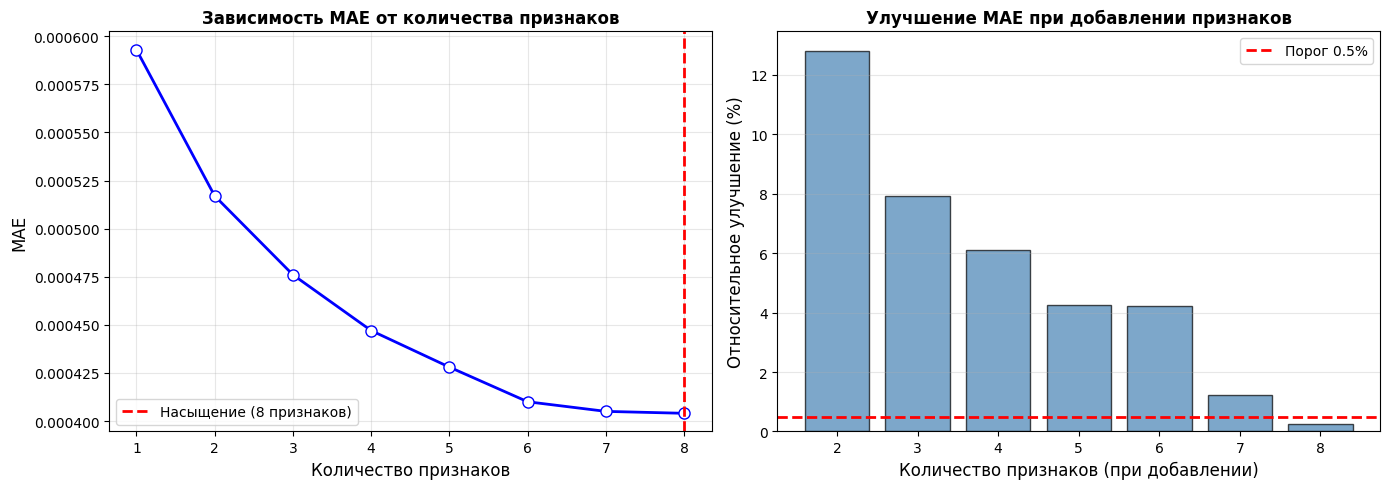 Зависимость MAE от количества признаков
0.000600
0.000575
0.000550
0.000525
0.000500
0.000475
0.000450
0.000425
0.000400
MAE
Насыщение (8 признаков)
1 2 3 4 5 6 7 8
Количество признаков
Улучшение MAE при добавлении признаков
Порог 0.5%
12
10
8
6
4
2
0
Относительное улучшение (%)
2 3 4 5 6 7 8
Количество признаков (при добавлении)